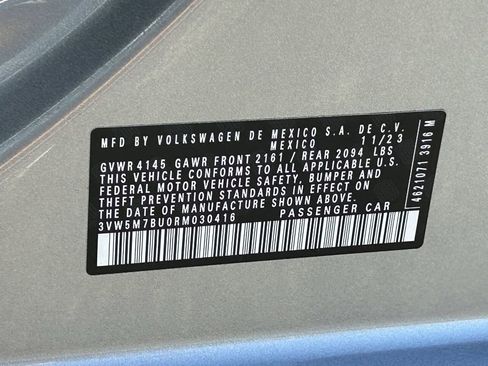 MFD BY VOLKSWAGEN DE MEXICO S.A. DE C.V.
MEXICO 11/23
GVWR 4145 GAWR FRONT 2161 / REAR 2094 LBS
THIS VEHICLE CONFORMS TO ALL APPLICABLE U.S.
FEDERAL MOTOR VEHICLE SAFETY, BUMPER AND
THEFT PREVENTION STANDARDS IN EFFECT ON
THE DATE OF MANUFACTURE SHOWN ABOVE.
3VW5M7BU0RM030416 PASSENGER CAR
4621071 3916 M